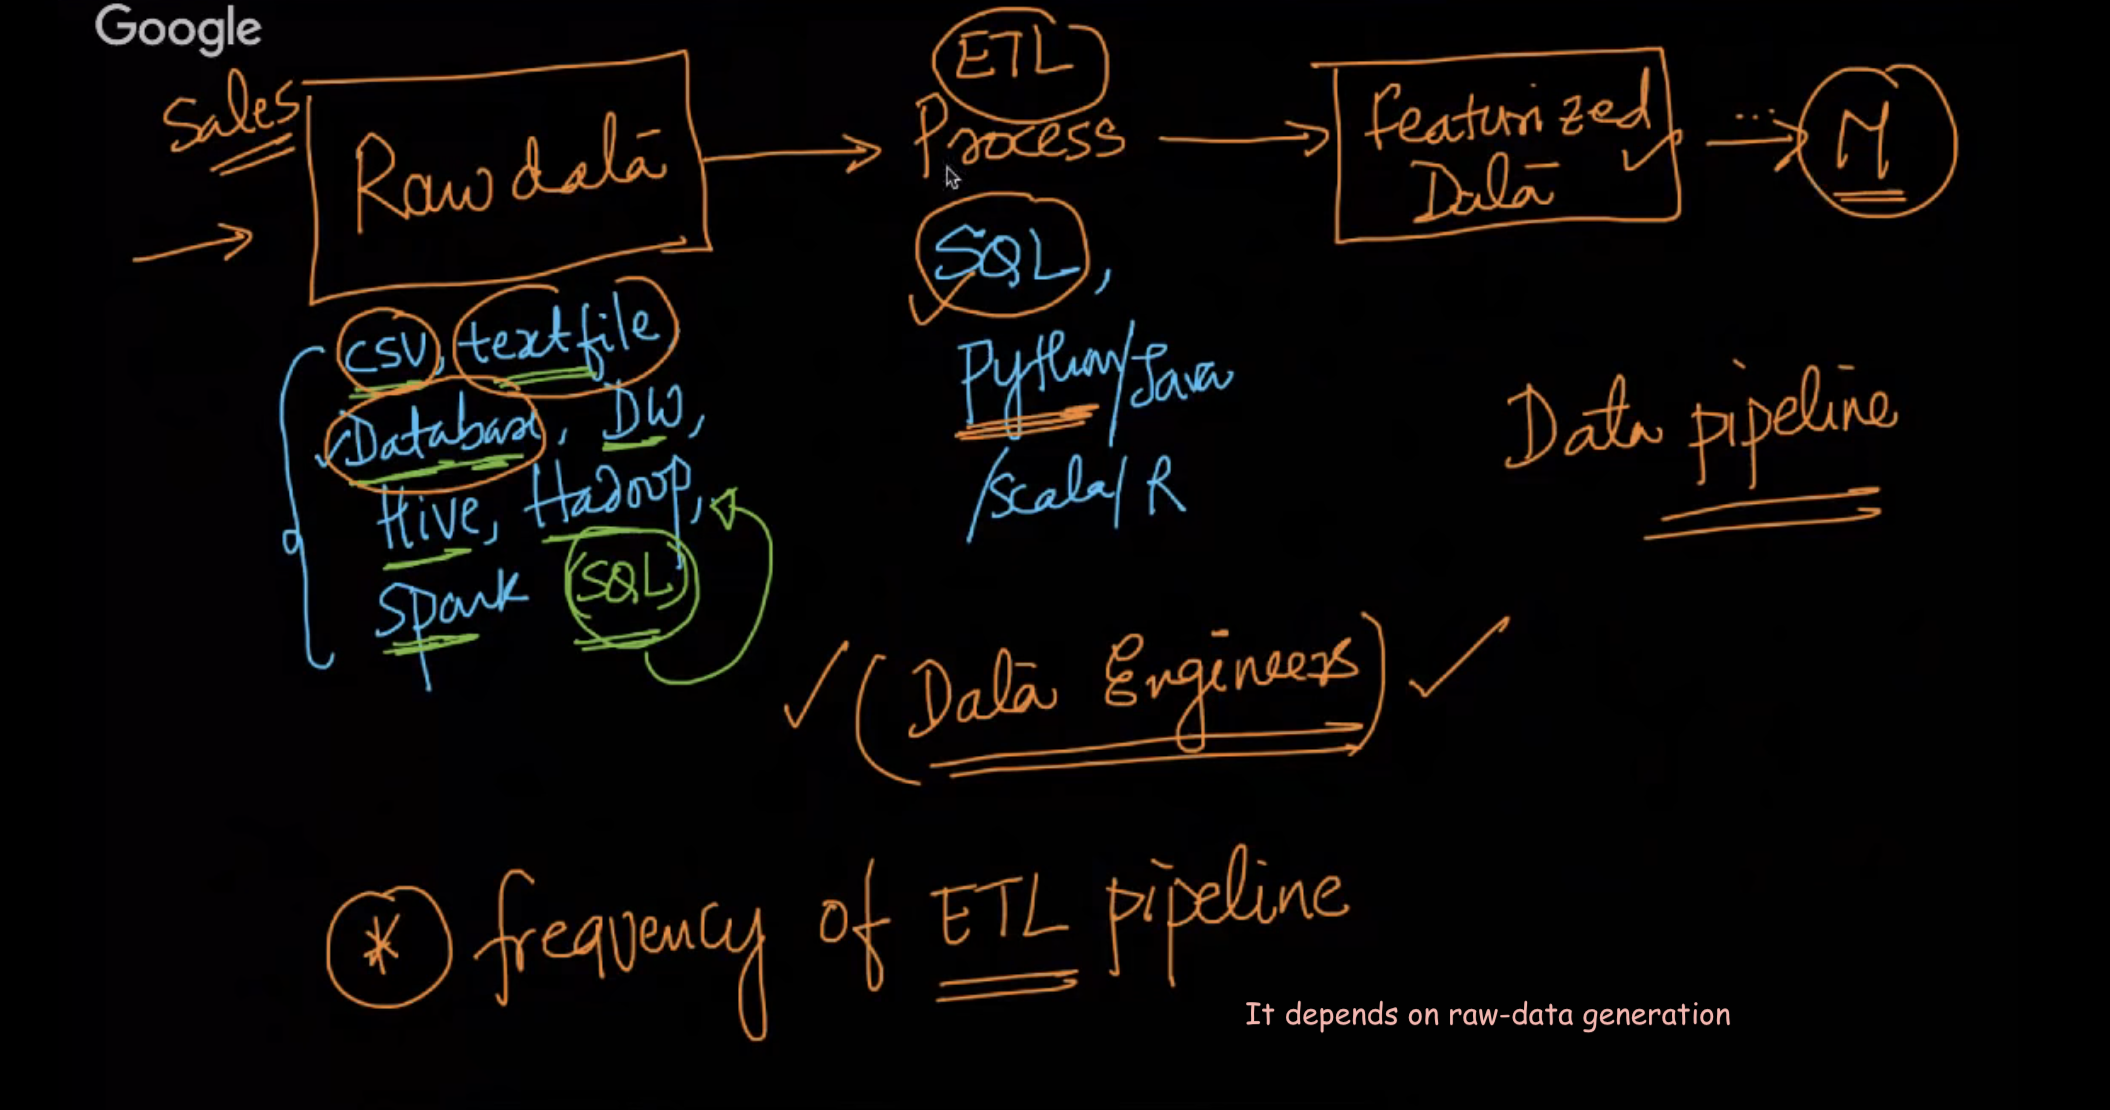 Google
Sales
Raw data
ETL
Process
Featurized
Data
M
SQL,
Python/Java
/Scala/R
CSV, textfile
Database, DW,
Hive, Hadoop,
Spark SQL
Data pipeline
(Data Engineers)
* frequency of ETL pipeline
It depends on raw-data generation